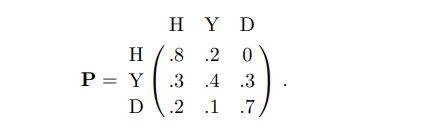 H Y D
H .8 .2 0
P = Y .3 .4 .3 .
D .2 .1 .7